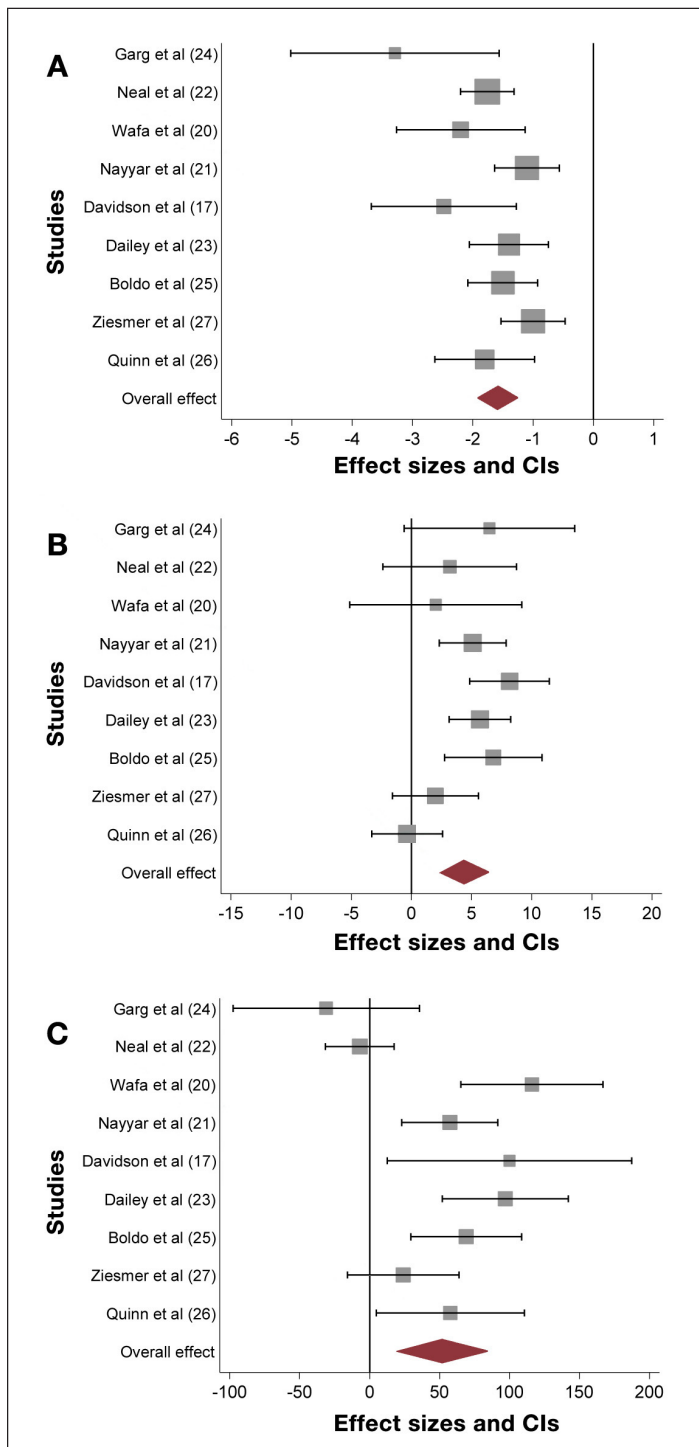 A
Studies
Garg et al (24)
Neal et al (22)
Wafa et al (20)
Nayyar et al (21)
Davidson et al (17)
Dailey et al (23)
Boldo et al (25)
Ziesmer et al (27)
Quinn et al (26)
Overall effect
-6 -5 -4 -3 -2 -1 0 1
Effect sizes and CIs
B
Studies
Garg et al (24)
Neal et al (22)
Wafa et al (20)
Nayyar et al (21)
Davidson et al (17)
Dailey et al (23)
Boldo et al (25)
Ziesmer et al (27)
Quinn et al (26)
Overall effect
-15 -10 -5 0 5 10 15 20
Effect sizes and CIs
C
Studies
Garg et al (24)
Neal et al (22)
Wafa et al (20)
Nayyar et al (21)
Davidson et al (17)
Dailey et al (23)
Boldo et al (25)
Ziesmer et al (27)
Quinn et al (26)
Overall effect
-100 -50 0 50 100 150 200
Effect sizes and CIs